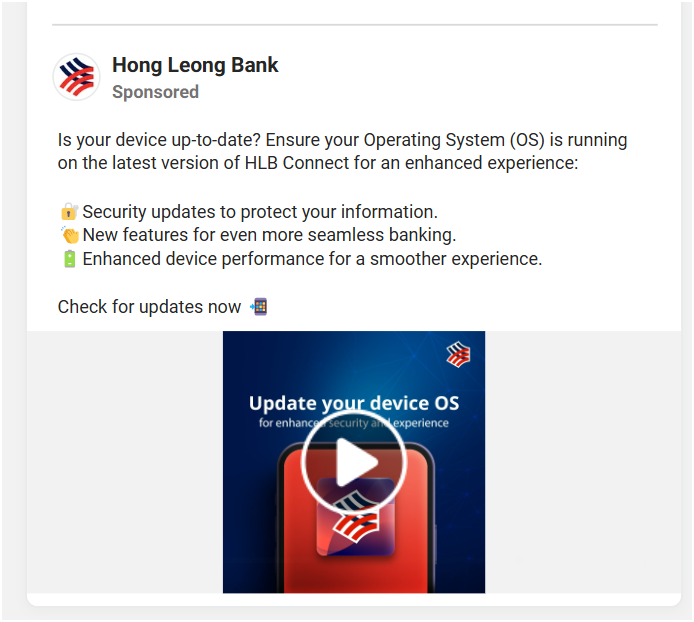 Hong Leong Bank
Sponsored
Is your device up-to-date? Ensure your Operating System (OS) is running
on the latest version of HLB Connect for an enhanced experience:
🔓 Security updates to protect your information.
👏 New features for even more seamless banking.
🔋 Enhanced device performance for a smoother experience.
Check for updates now 📲
Update your device OS
for enhanced security and experience